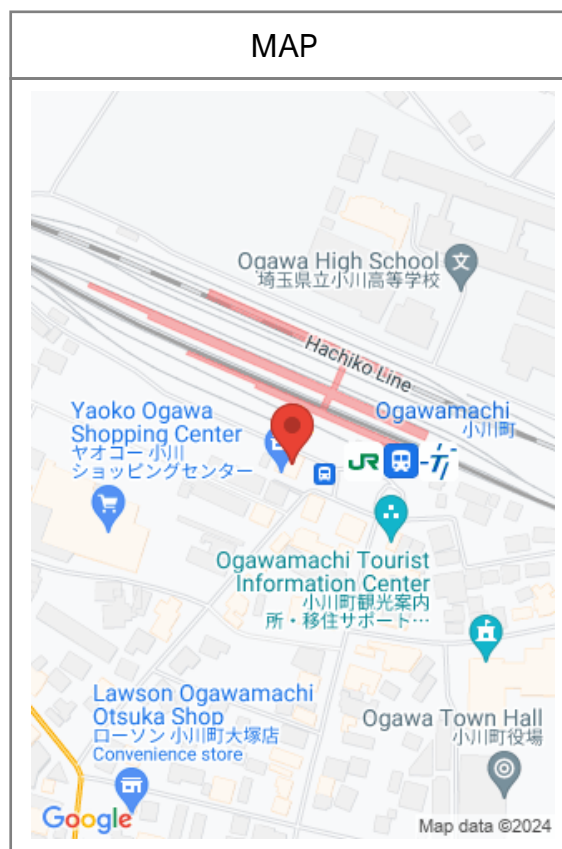 MAP
Ogawa High School
埼玉県立小川高等学校
文
Hachiko Line
Ogawamachi
小川町
Yaoko Ogawa
Shopping Center
ヤオコー 小川
ショッピングセンター
JR
Ogawamachi Tourist
Information Center
小川町観光案内
所・移住サポート…
Lawson Ogawamachi
Otsuka Shop
ローソン 小川町大塚店
Convenience store
Ogawa Town Hall
小川町役場
Google
Map data ©2024